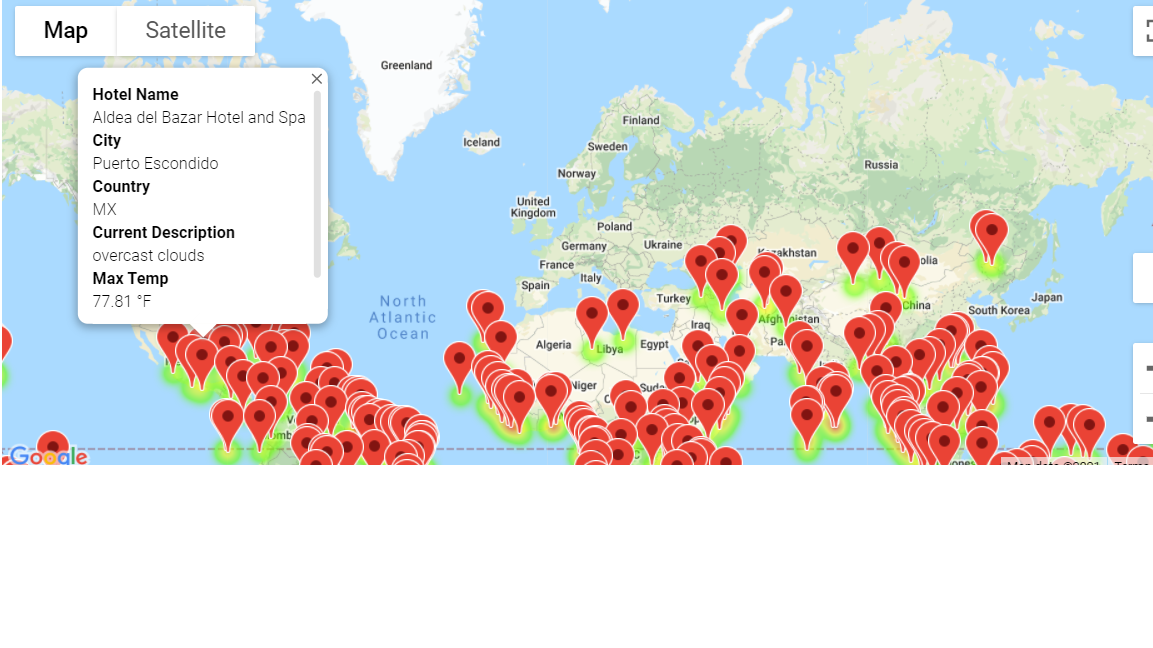 Map
Satellite
Hotel Name
Aldea del Bazar Hotel and Spa
City
Puerto Escondido
Country
MX
Current Description
overcast clouds
Max Temp
77.81 °F
Greenland
Iceland
Finland
Sweden
Norway
Russia
United
Kingdom
Poland
Germany
Ukraine
Kazakhstan
France
Italy
Spain
Turkey
China
Japan
South Korea
North
Atlantic
Ocean
Iraq
Afghanistan
Algeria
Libya
Egypt
Niger
Google
Map data ©2021
Terms